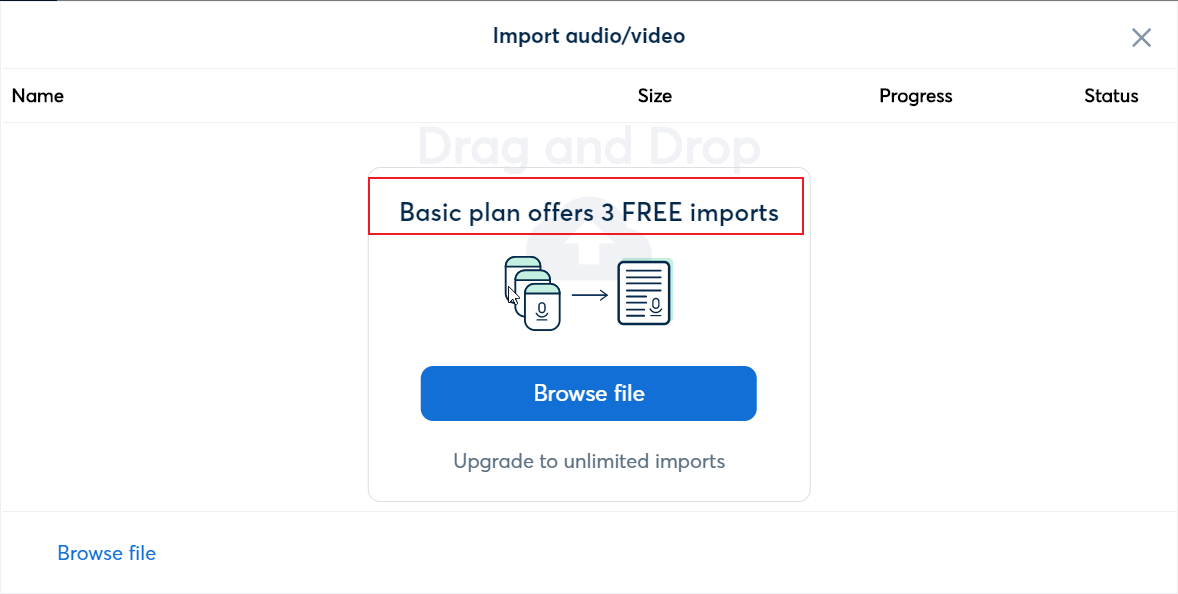 Import audio/video
Name Size Progress Status
Drag and Drop
Basic plan offers 3 FREE imports
Browse file
Upgrade to unlimited imports
Browse file